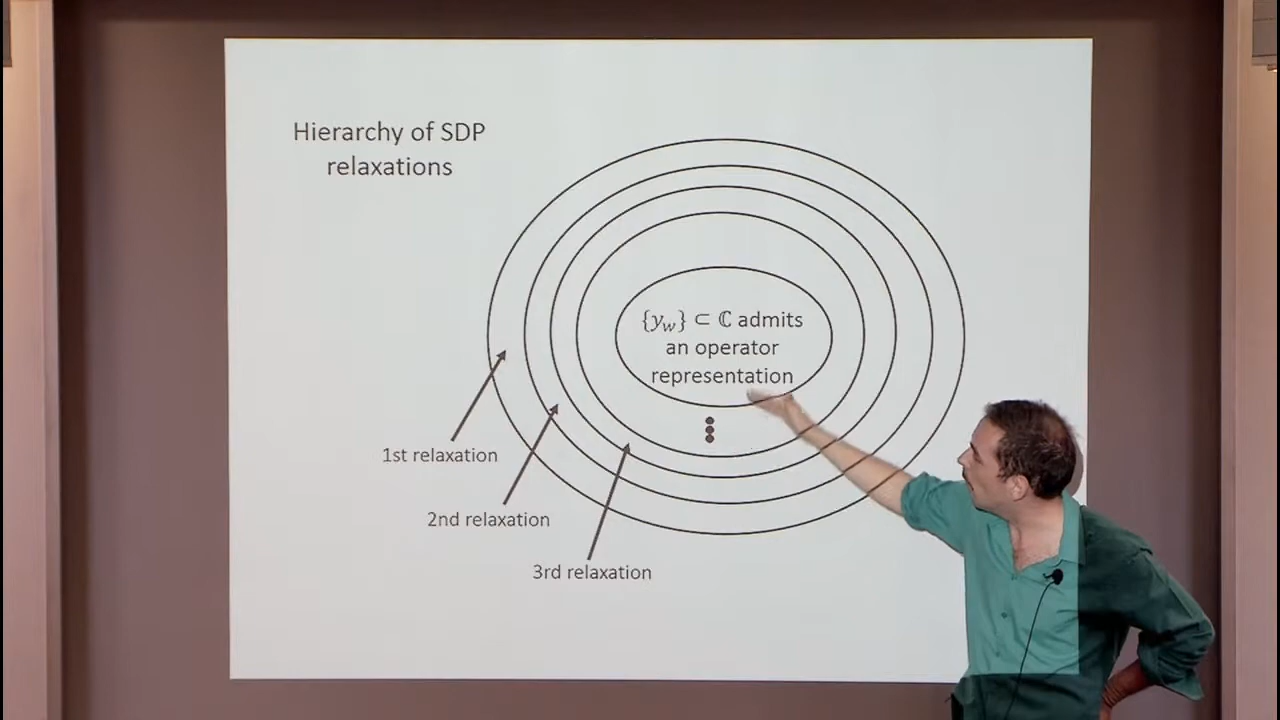 Hierarchy of SDP
relaxations
{y_w} ⊂ ℂ admits
an operator
representation
1st relaxation
2nd relaxation
3rd relaxation